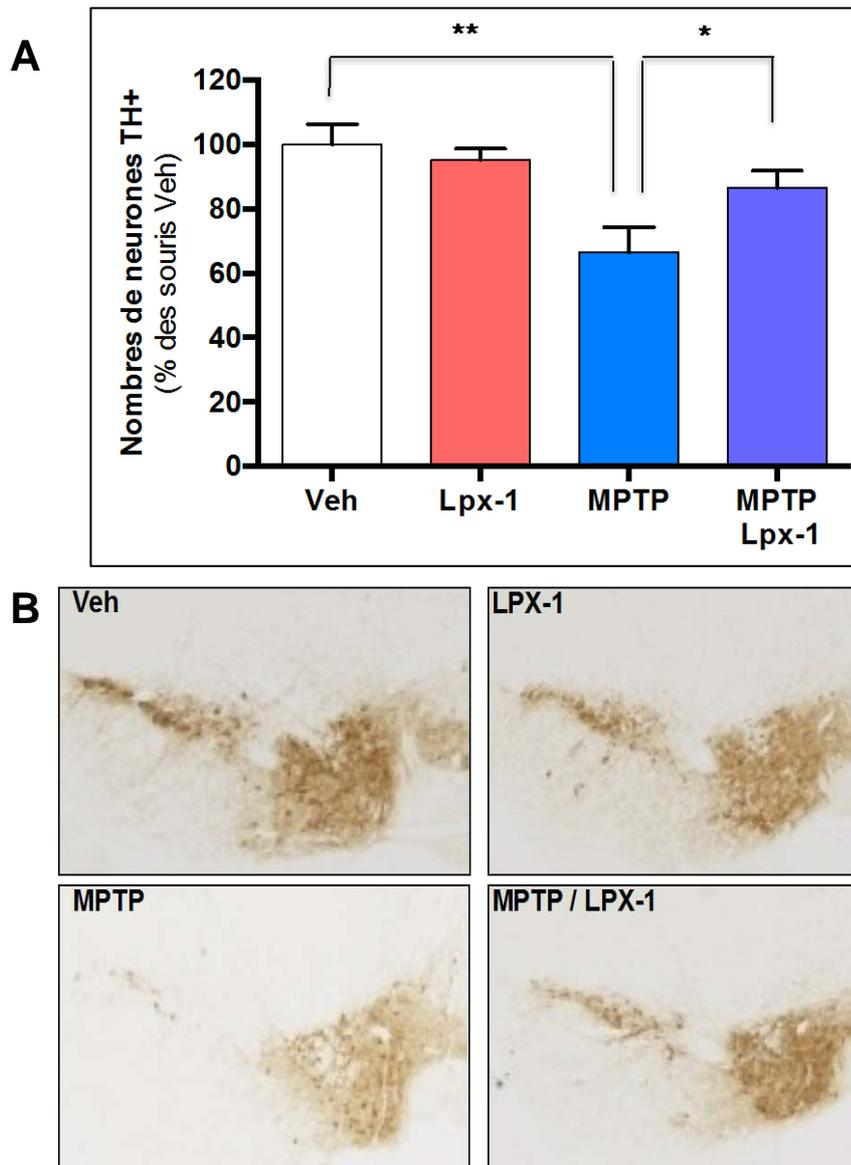 A
** *
Nombres de neurones TH+
(% des souris Veh)
120
100
80
60
40
20
0
Veh Lpx-1 MPTP MPTP
Lpx-1
B
Veh LPX-1
MPTP MPTP / LPX-1